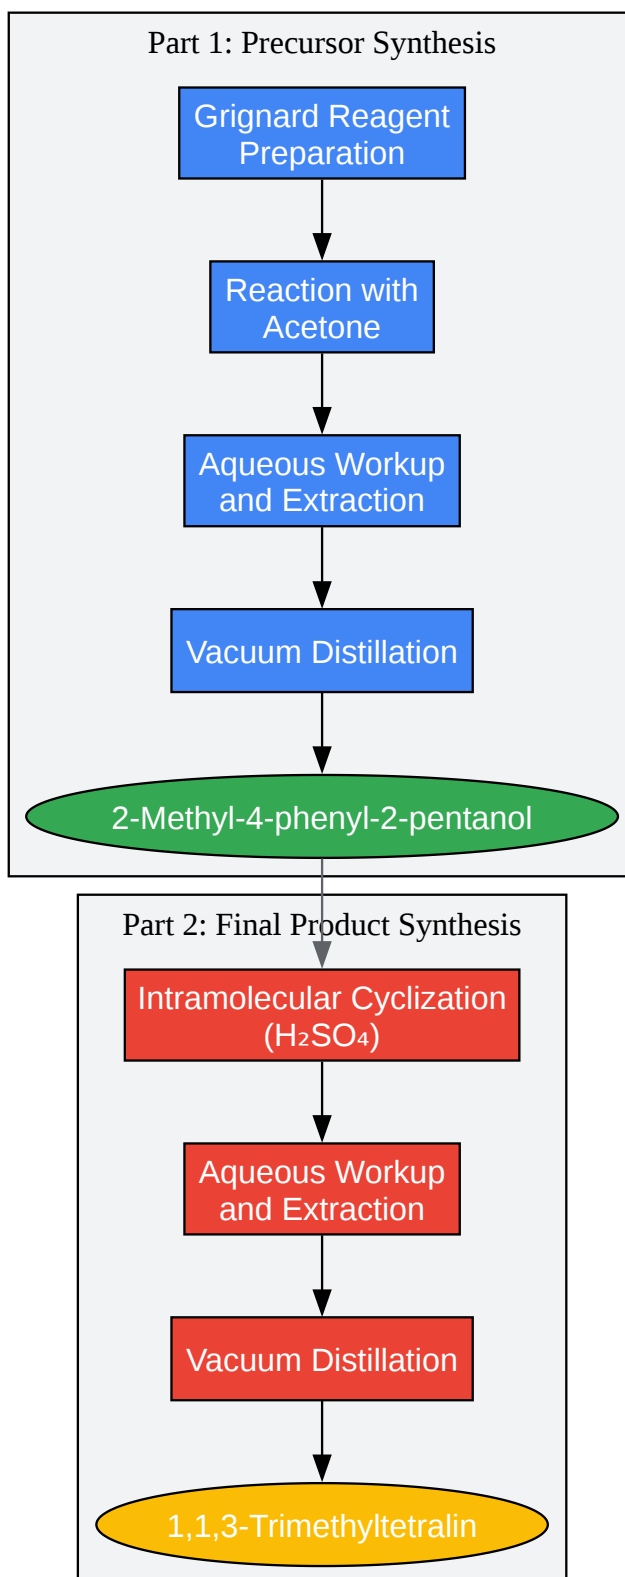 Part 1: Precursor Synthesis
Grignard Reagent
Preparation
Reaction with
Acetone
Aqueous Workup
and Extraction
Vacuum Distillation
2-Methyl-4-phenyl-2-pentanol
Part 2: Final Product Synthesis
Intramolecular Cyclization
(H₂SO₄)
Aqueous Workup
and Extraction
Vacuum Distillation
1,1,3-Trimethyltetralin